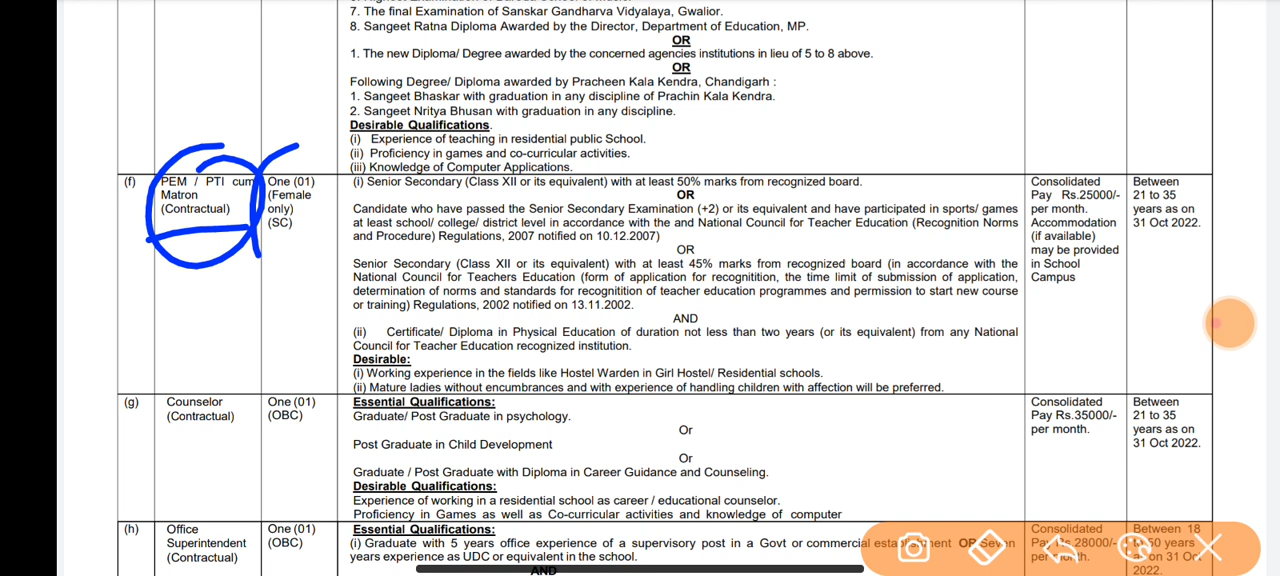 7. The final Examination of Sanskar Gandharva Vidyalaya, Gwalior.
8. Sangeet Ratna Diploma Awarded by the Director, Department of Education, MP.
OR
1. The new Diploma/ Degree awarded by the concerned agencies institutions in lieu of 5 to 8 above.
OR
Following Degree/ Diploma awarded by Pracheen Kala Kendra, Chandigarh :
1. Sangeet Bhaskar with graduation in any discipline of Prachin Kala Kendra.
2. Sangeet Nritya Bhusan with graduation in any discipline.
Desirable Qualifications.
(i) Experience of teaching in residential public School.
(ii) Proficiency in games and co-curricular activities.
(iii) Knowledge of Computer Applications.
(f)
PEM / PTI cum
Matron
(Contractual)
One (01)
(Female
only)
(SC)
(i) Senior Secondary (Class XII or its equivalent) with at least 50% marks from recognized board.
OR
Candidate who have passed the Senior Secondary Examination (+2) or its equivalent and have participated in sports/ games
at least school/ college/ district level in accordance with the and National Council for Teacher Education (Recognition Norms
and Procedure) Regulations, 2007 notified on 10.12.2007)
OR
Senior Secondary (Class XII or its equivalent) with at least 45% marks from recognized board (in accordance with the
National Council for Teachers Education (form of application for recognitition, the time limit of submission of application,
determination of norms and standards for recognitition of teacher education programmes and permission to start new course
or training) Regulations, 2002 notified on 13.11.2002.
AND
(ii) Certificate/ Diploma in Physical Education of duration not less than two years (or its equivalent) from any National
Council for Teacher Education recognized institution.
Desirable:
(i) Working experience in the fields like Hostel Warden in Girl Hostel/ Residential schools.
(ii) Mature ladies without encumbrances and with experience of handling children with affection will be preferred.
Consolidated
Pay Rs.25000/-
per month.
Accommodation
(if available)
may be provided
in School
Campus
Between
21 to 35
years as on
31 Oct 2022.
(g)
Counselor
(Contractual)
One (01)
(OBC)
Essential Qualifications:
Graduate/ Post Graduate in psychology.
Or
Post Graduate in Child Development
Or
Graduate / Post Graduate with Diploma in Career Guidance and Counseling.
Desirable Qualifications:
Experience of working in a residential school as career / educational counselor.
Proficiency in Games as well as Co-curricular activities and knowledge of computer
Consolidated
Pay Rs.35000/-
per month.
Between
21 to 35
years as on
31 Oct 2022.
(h)
Office
Superintendent
(Contractual)
One (01)
(OBC)
Essential Qualifications:
(i) Graduate with 5 years office experience of a supervisory post in a Govt or commercial establishment OR Seven
years experience as UDC or equivalent in the school.
AND
Consolidated
Pay Rs.28000/-
per month.
Between 18
to 50 years
as on 31 Oct
2022.